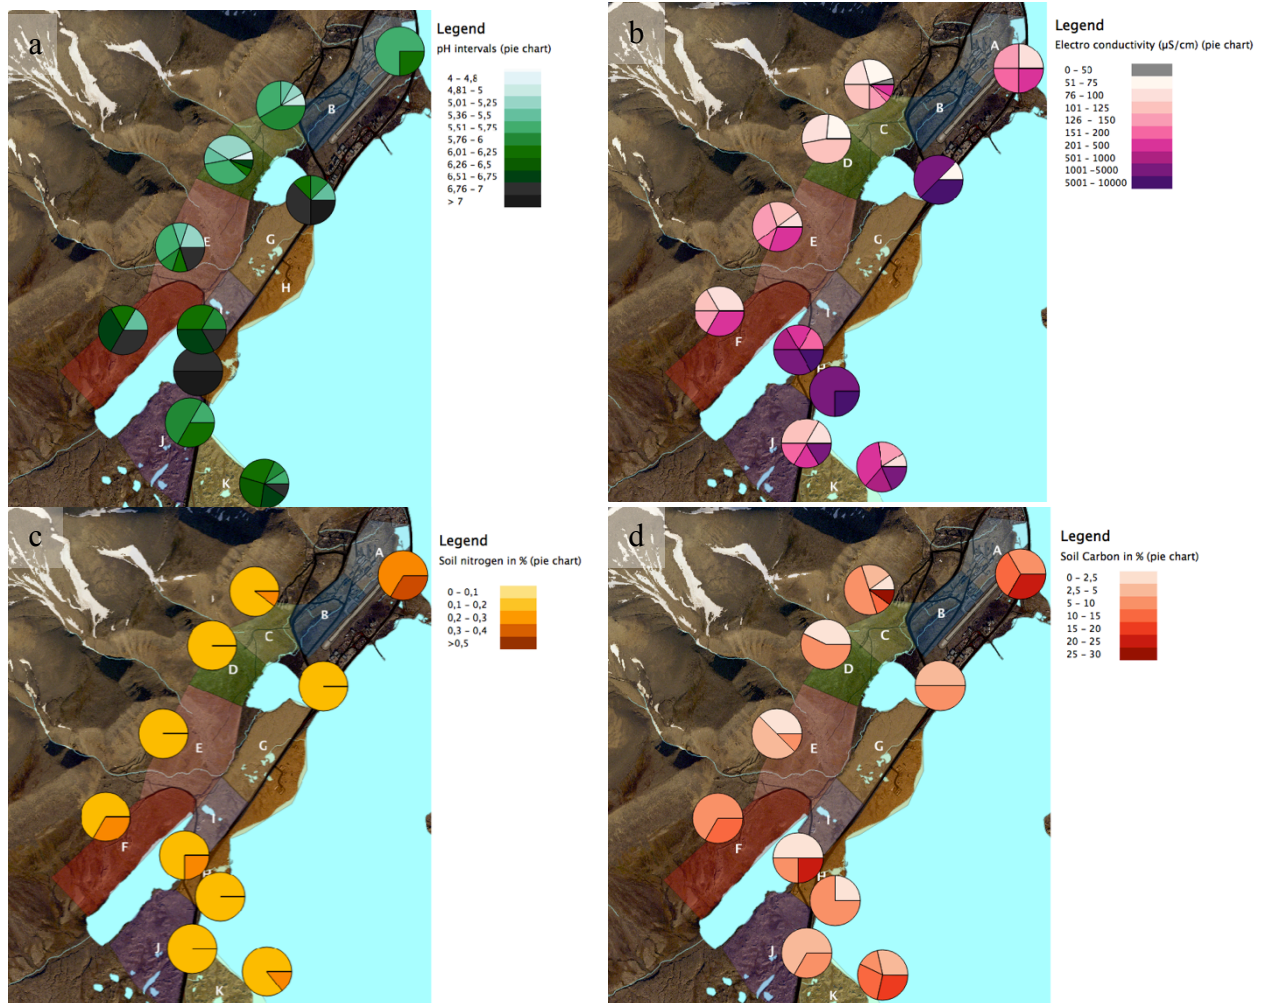 a
B
E
G
H
I
F
J
K
Legend
pH intervals (pie chart)
4 – 4,8
4,81 – 5
5,01 – 5,25
5,36 – 5,5
5,51 – 5,75
5,76 – 6
6,01 – 6,25
6,26 – 6,5
6,51 – 6,75
6,76 – 7
> 7
b
A
B
C
D
E
G
I
F
H
J
K
Legend
Electro conductivity (µS/cm) (pie chart)
0 – 50
51 – 75
76 – 100
101 – 125
126 – 150
151 – 200
201 – 500
501 – 1000
1001 –5000
5001 – 10000
c
A
B
C
D
E
G
I
F
J
K
Legend
Soil nitrogen in % (pie chart)
0 – 0,1
0,1 – 0,2
0,2 – 0,3
0,3 – 0,4
>0,5
d
A
B
C
D
E
G
I
F
H
J
K
Legend
Soil Carbon in % (pie chart)
0 – 2,5
2,5 – 5
5 – 10
10 – 15
15 – 20
20 – 25
25 – 30